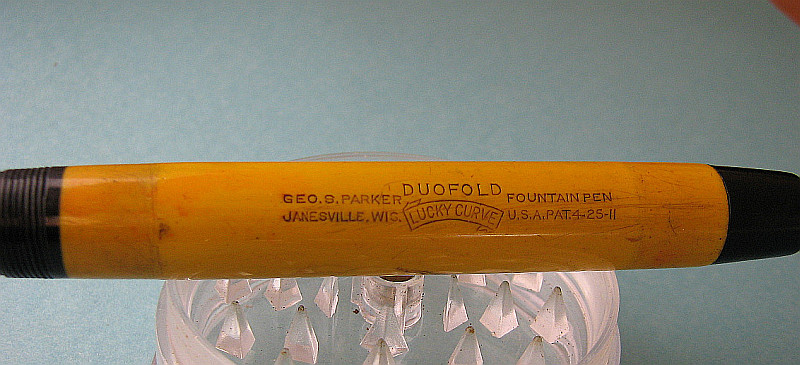 DUOFOLD
GEO. S. PARKER FOUNTAIN PEN
JANESVILLE, WIS. LUCKY CURVE U.S.A. PAT. 4-25-11